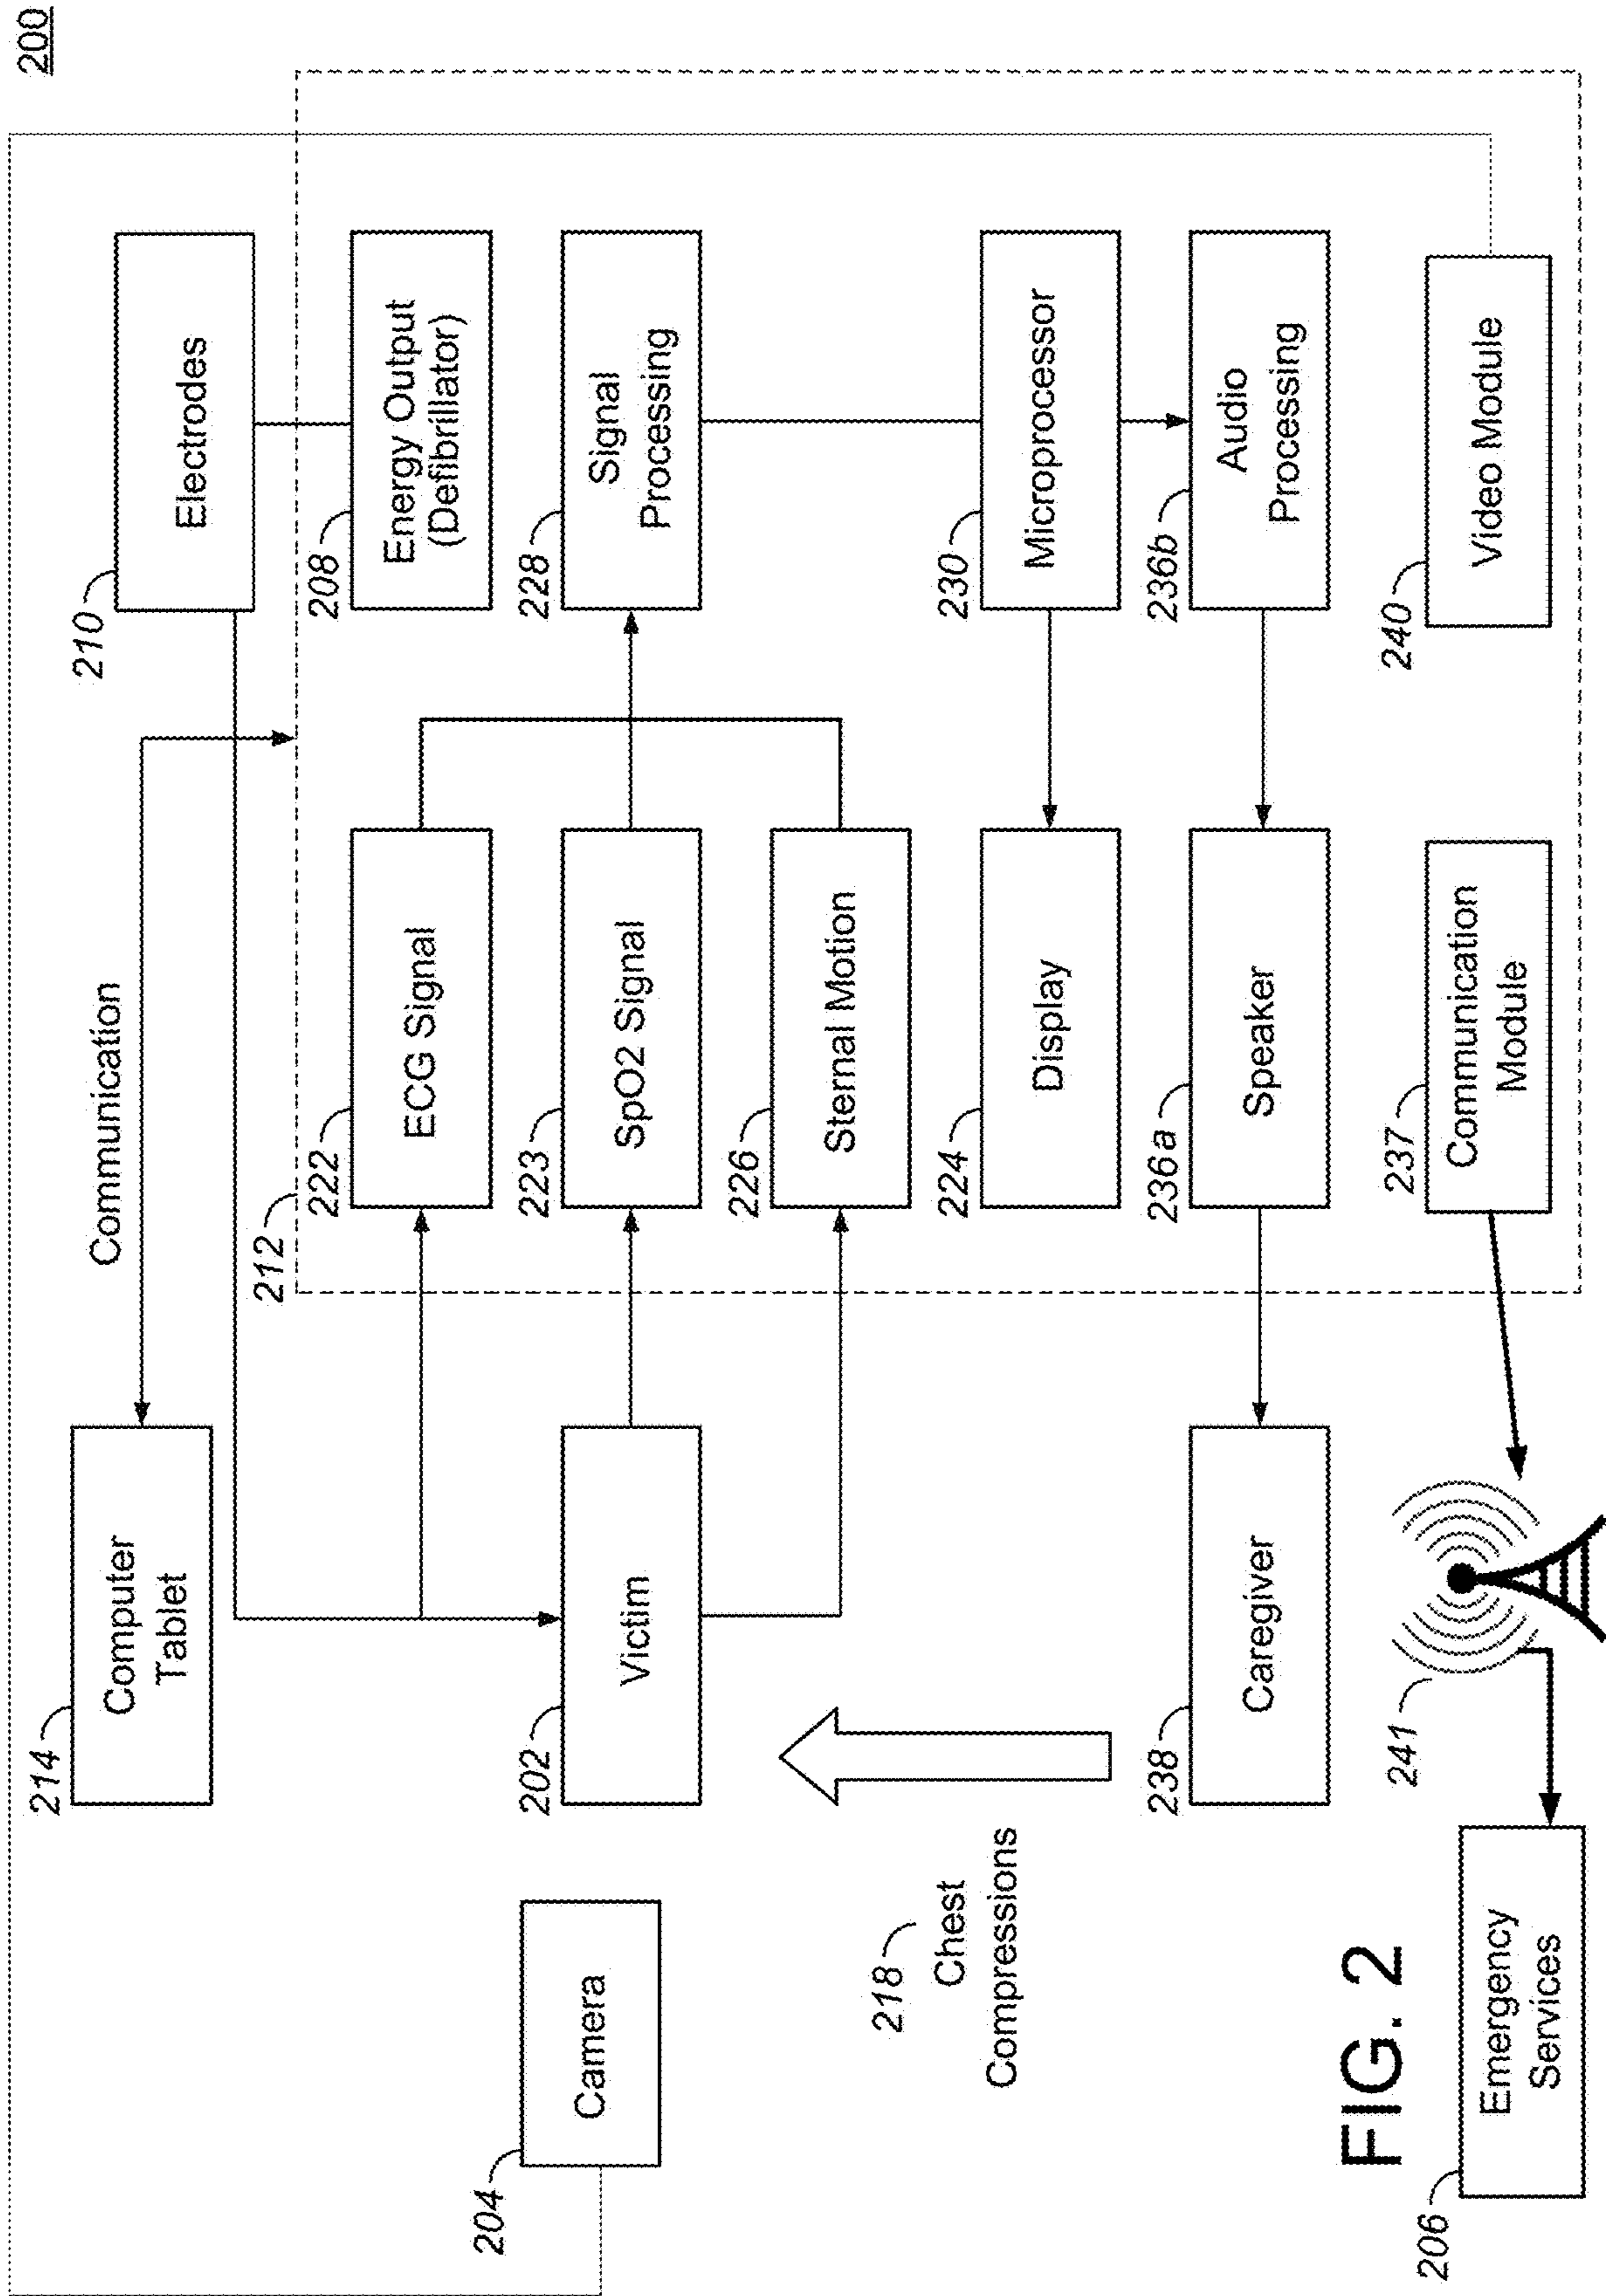 200
Camera
204
Computer
Tablet
214
Communication
Electrodes
210
Victim
202
212
ECG Signal
222
Energy Output
(Defibrillator)
208
SpO2 Signal
223
Signal
Processing
228
Sternal Motion
226
218
Chest
Compressions
Display
224
Microprocessor
230
Caregiver
238
Speaker
236a
Audio
Processing
236b
Emergency
Services
206
241
Communication
Module
237
Video Module
240
FIG. 2